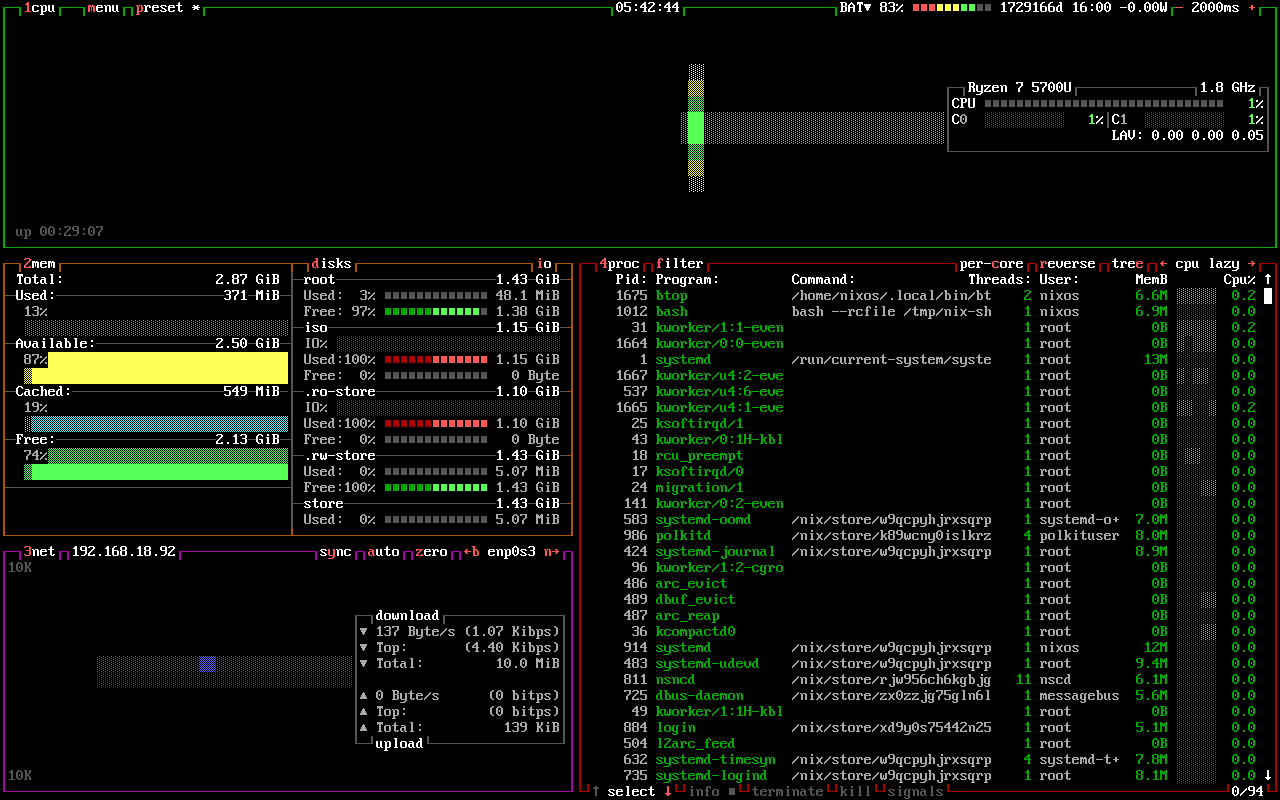 1cpu menu preset * 05:42:44 BAT▼ 83% 1729166d 16:00 -0.00W - 2000ms +
Ryzen 7 5700U 1.8 GHz
CPU 1%
C0 1% C1 1%
LAV: 0.00 0.00 0.05
up 00:29:07
2mem
Total: 2.87 GiB
Used: 371 MiB
13%
Available: 2.50 GiB
87%
Cached: 549 MiB
19%
Free: 2.13 GiB
74%
disks io
root 1.43 GiB
Used: 3% 48.1 MiB
Free: 97% 1.38 GiB
iso 1.15 GiB
IO%
Used:100% 1.15 GiB
Free: 0% 0 Byte
.ro-store 1.10 GiB
IO%
Used:100% 1.10 GiB
Free: 0% 0 Byte
.rw-store 1.43 GiB
Used: 0% 5.07 MiB
Free:100% 1.43 GiB
store 1.43 GiB
Used: 0% 5.07 MiB
3net 192.168.18.92 sync auto zero ←b enp0s3 n→
10K
download
▼ 137 Byte/s (1.07 Kibps)
▼ Top: (4.40 Kibps)
▼ Total: 10.0 MiB
▲ 0 Byte/s (0 bitps)
▲ Top: (0 bitps)
▲ Total: 139 KiB
upload
10K
4proc filter per-core reverse tree ← cpu lazy →
Pid: Program: Command: Threads: User: MemB Cpu% ↑
1675 btop /home/nixos/.local/bin/bt 2 nixos 6.6M 0.2
1012 bash bash --rcfile /tmp/nix-sh 1 nixos 6.9M 0.0
31 kworker/1:1-even 1 root 0B 0.2
1664 kworker/0:0-even 1 root 0B 0.0
1 systemd /run/current-system/syste 1 root 13M 0.0
1667 kworker/u4:2-eve 1 root 0B 0.0
537 kworker/u4:6-eve 1 root 0B 0.0
1665 kworker/u4:1-eve 1 root 0B 0.2
25 ksoftirqd/1 1 root 0B 0.0
43 kworker/0:1H-kbl 1 root 0B 0.0
18 rcu_preempt 1 root 0B 0.0
17 ksoftirqd/0 1 root 0B 0.0
24 migration/1 1 root 0B 0.0
141 kworker/0:2-even 1 root 0B 0.0
583 systemd-oomd /nix/store/w9qcpyhjrxsqrp 1 systemd-o+ 7.0M 0.0
986 polkitd /nix/store/k89wcny0islkrz 4 polkituser 8.0M 0.0
424 systemd-journal /nix/store/w9qcpyhjrxsqrp 1 root 8.9M 0.0
96 kworker/1:2-cgro 1 root 0B 0.0
486 arc_evict 1 root 0B 0.0
489 dbuf_evict 1 root 0B 0.0
487 arc_reap 1 root 0B 0.0
36 kcompactd0 1 root 0B 0.0
914 systemd /nix/store/w9qcpyhjrxsqrp 1 nixos 12M 0.0
483 systemd-udevd /nix/store/w9qcpyhjrxsqrp 1 root 9.4M 0.0
811 nsncd /nix/store/rjw956ch6kgbjg 11 nscd 6.1M 0.0
725 dbus-daemon /nix/store/zx0zzjg75gln6l 1 messagebus 5.6M 0.0
49 kworker/1:1H-kbl 1 root 0B 0.0
884 login /nix/store/xd9y0s75442n25 1 root 5.1M 0.0
504 l2arc_feed 1 root 0B 0.0
632 systemd-timesyn /nix/store/w9qcpyhjrxsqrp 4 systemd-t+ 7.8M 0.0
735 systemd-logind /nix/store/w9qcpyhjrxsqrp 1 root 8.1M 0.0 ↓
↑ select ↓ info ■ terminate kill signals 0/94